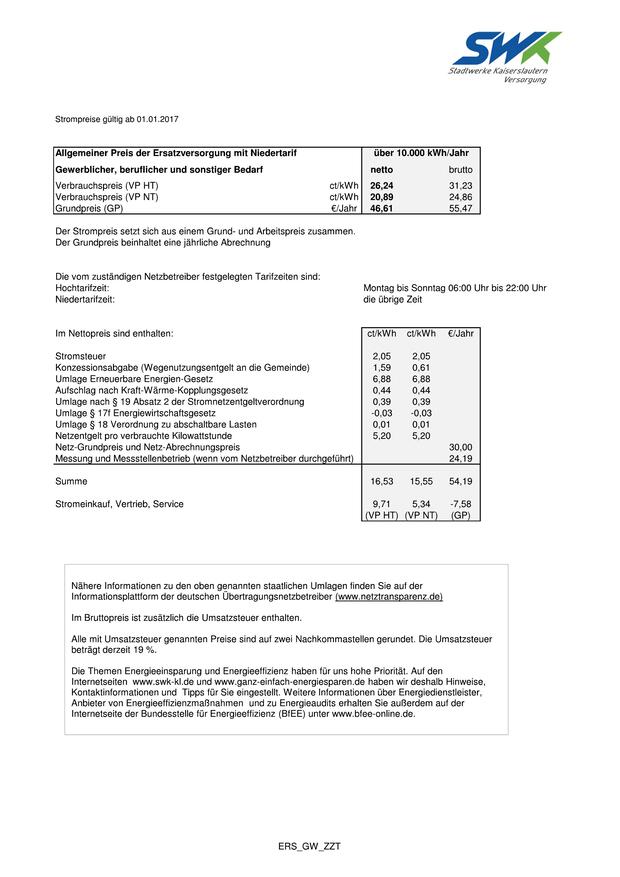 SWK
Stadtwerke Kaiserslautern
Versorgung
Strompreise gültig ab 01.01.2017
Allgemeiner Preis der Ersatzversorgung mit Niedertarif über 10.000 kWh/Jahr
Gewerblicher, beruflicher und sonstiger Bedarf netto brutto
Verbrauchspreis (VP HT) ct/kWh 26,24 31,23
Verbrauchspreis (VP NT) ct/kWh 20,89 24,86
Grundpreis (GP) €/Jahr 46,61 55,47
Der Strompreis setzt sich aus einem Grund- und Arbeitspreis zusammen.
Der Grundpreis beinhaltet eine jährliche Abrechnung
Die vom zuständigen Netzbetreiber festgelegten Tarifzeiten sind:
Hochtarifzeit: Montag bis Sonntag 06:00 Uhr bis 22:00 Uhr
Niedertarifzeit: die übrige Zeit
Im Nettopreis sind enthalten: ct/kWh ct/kWh €/Jahr
Stromsteuer 2,05 2,05
Konzessionsabgabe (Wegenutzungsentgelt an die Gemeinde) 1,59 0,61
Umlage Erneuerbare Energien-Gesetz 6,88 6,88
Aufschlag nach Kraft-Wärme-Kopplungsgesetz 0,44 0,44
Umlage nach § 19 Absatz 2 der Stromnetzentgeltverordnung 0,39 0,39
Umlage § 17f Energiewirtschaftsgesetz -0,03 -0,03
Umlage § 18 Verordnung zu abschaltbare Lasten 0,01 0,01
Netzentgelt pro verbrauchte Kilowattstunde 5,20 5,20
Netz-Grundpreis und Netz-Abrechnungspreis 30,00
Messung und Messstellenbetrieb (wenn vom Netzbetreiber durchgeführt) 24,19
Summe 16,53 15,55 54,19
Stromeinkauf, Vertrieb, Service 9,71 5,34 -7,58
(VP HT) (VP NT) (GP)
Nähere Informationen zu den oben genannten staatlichen Umlagen finden Sie auf der
Informationsplattform der deutschen Übertragungsnetzbetreiber (www.netztransparenz.de)
Im Bruttopreis ist zusätzlich die Umsatzsteuer enthalten.
Alle mit Umsatzsteuer genannten Preise sind auf zwei Nachkommastellen gerundet. Die Umsatzsteuer
beträgt derzeit 19 %.
Die Themen Energieeinsparung und Energieeffizienz haben für uns hohe Priorität. Auf den
Internetseiten www.swk-kl.de und www.ganz-einfach-energiesparen.de haben wir deshalb Hinweise,
Kontaktinformationen und Tipps für Sie eingestellt. Weitere Informationen über Energiedienstleister,
Anbieter von Energieeffizienzmaßnahmen und zu Energieaudits erhalten Sie außerdem auf der
Internetseite der Bundesstelle für Energieeffizienz (BfEE) unter www.bfee-online.de.
ERS_GW_ZZT